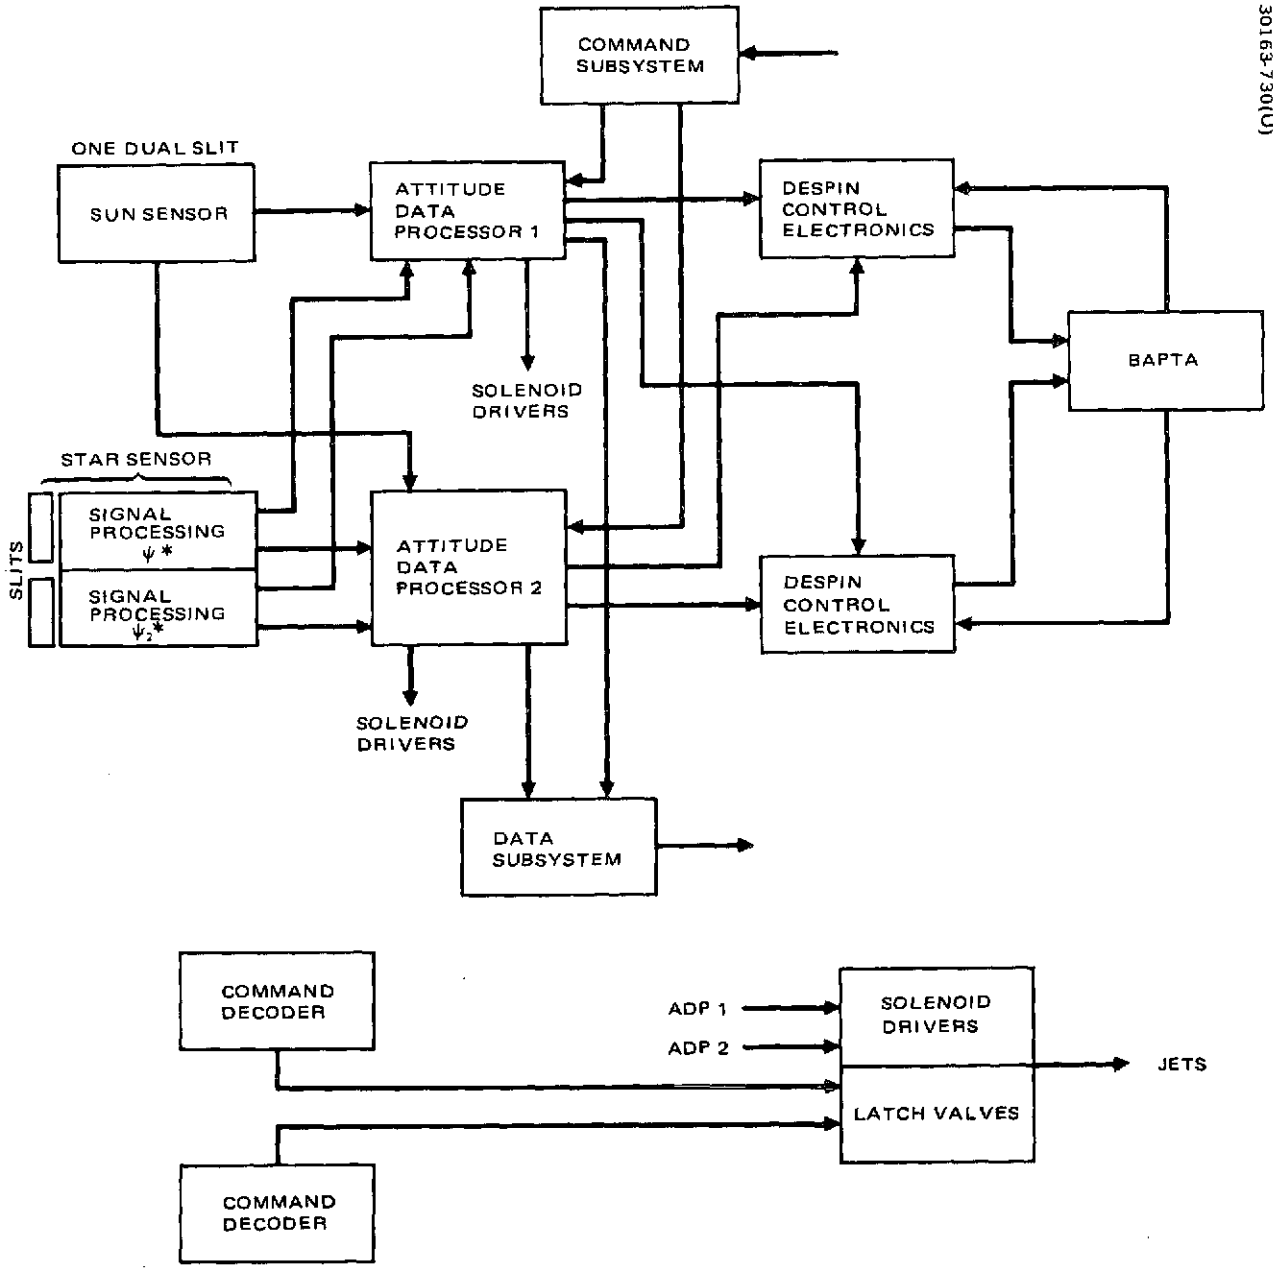 30163-730(U)
COMMAND
SUBSYSTEM
ONE DUAL SLIT
SUN SENSOR
ATTITUDE
DATA
PROCESSOR 1
DESPIN
CONTROL
ELECTRONICS
BAPTA
SOLENOID
DRIVERS
STAR SENSOR
SLITS
SIGNAL
PROCESSING
ψ *
SIGNAL
PROCESSING
ψ₂*
ATTITUDE
DATA
PROCESSOR 2
DESPIN
CONTROL
ELECTRONICS
SOLENOID
DRIVERS
DATA
SUBSYSTEM
COMMAND
DECODER
ADP 1
ADP 2
SOLENOID
DRIVERS
JETS
LATCH VALVES
COMMAND
DECODER